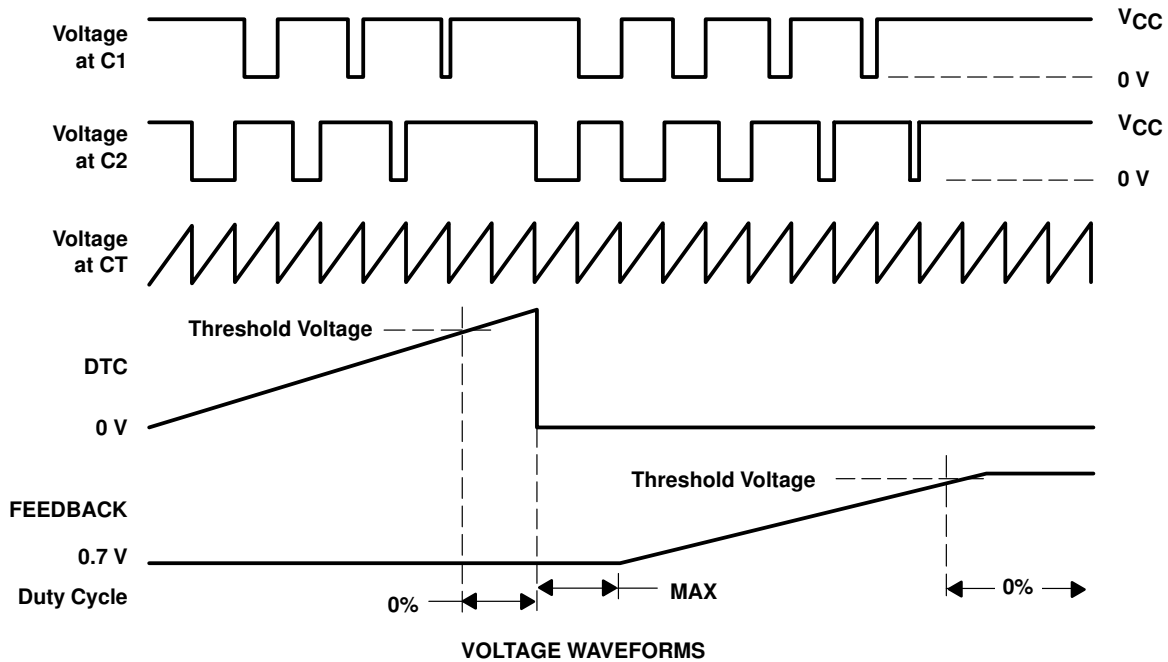 Voltage
at C1
VCC
0 V
Voltage
at C2
VCC
0 V
Voltage
at CT
Threshold Voltage
DTC
0 V
Threshold Voltage
FEEDBACK
0.7 V
Duty Cycle
0%
MAX
0%
VOLTAGE WAVEFORMS